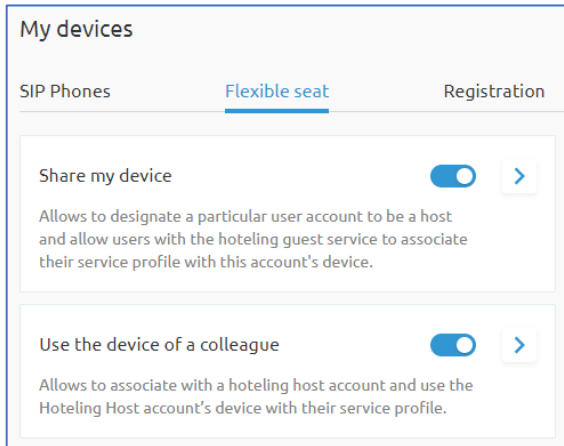 My devices
SIP Phones Flexible seat Registration
Share my device
Allows to designate a particular user account to be a host
and allow users with the hoteling guest service to associate
their service profile with this account's device.
Use the device of a colleague
Allows to associate with a hoteling host account and use the
Hoteling Host account’s device with their service profile.